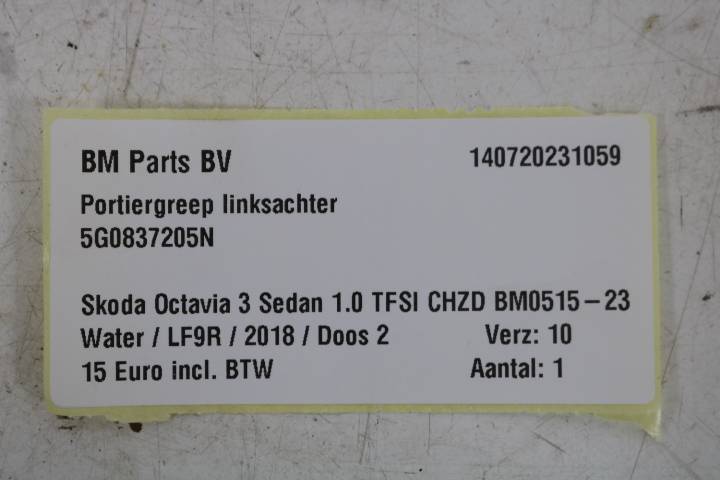 BM Parts BV 140720231059
Portiergreep linksachter
5G0837205N
Skoda Octavia 3 Sedan 1.0 TFSI CHZD BM0515-23
Water / LF9R / 2018 / Doos 2 Verz: 10
15 Euro incl. BTW Aantal: 1